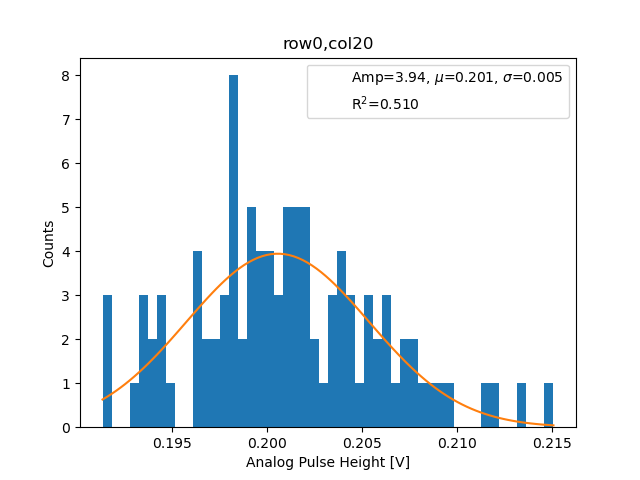 row0,col20
Amp=3.94, μ=0.201, σ=0.005
R²=0.510
8
7
6
5
4
3
2
1
0
Counts
0.195 0.200 0.205 0.210 0.215
Analog Pulse Height [V]